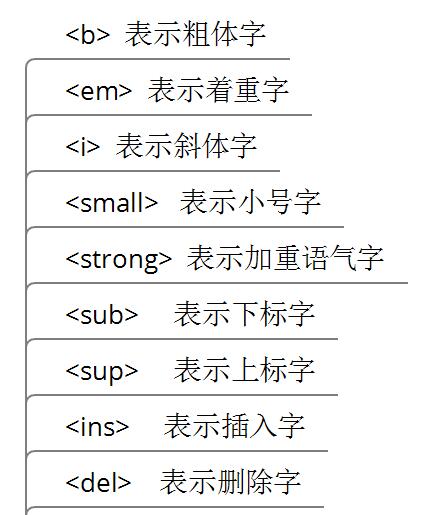 <b> 表示粗体字
<em> 表示着重字
<i> 表示斜体字
<small> 表示小号字
<strong> 表示加重语气字
<sub> 表示下标字
<sup> 表示上标字
<ins> 表示插入字
<del> 表示删除字